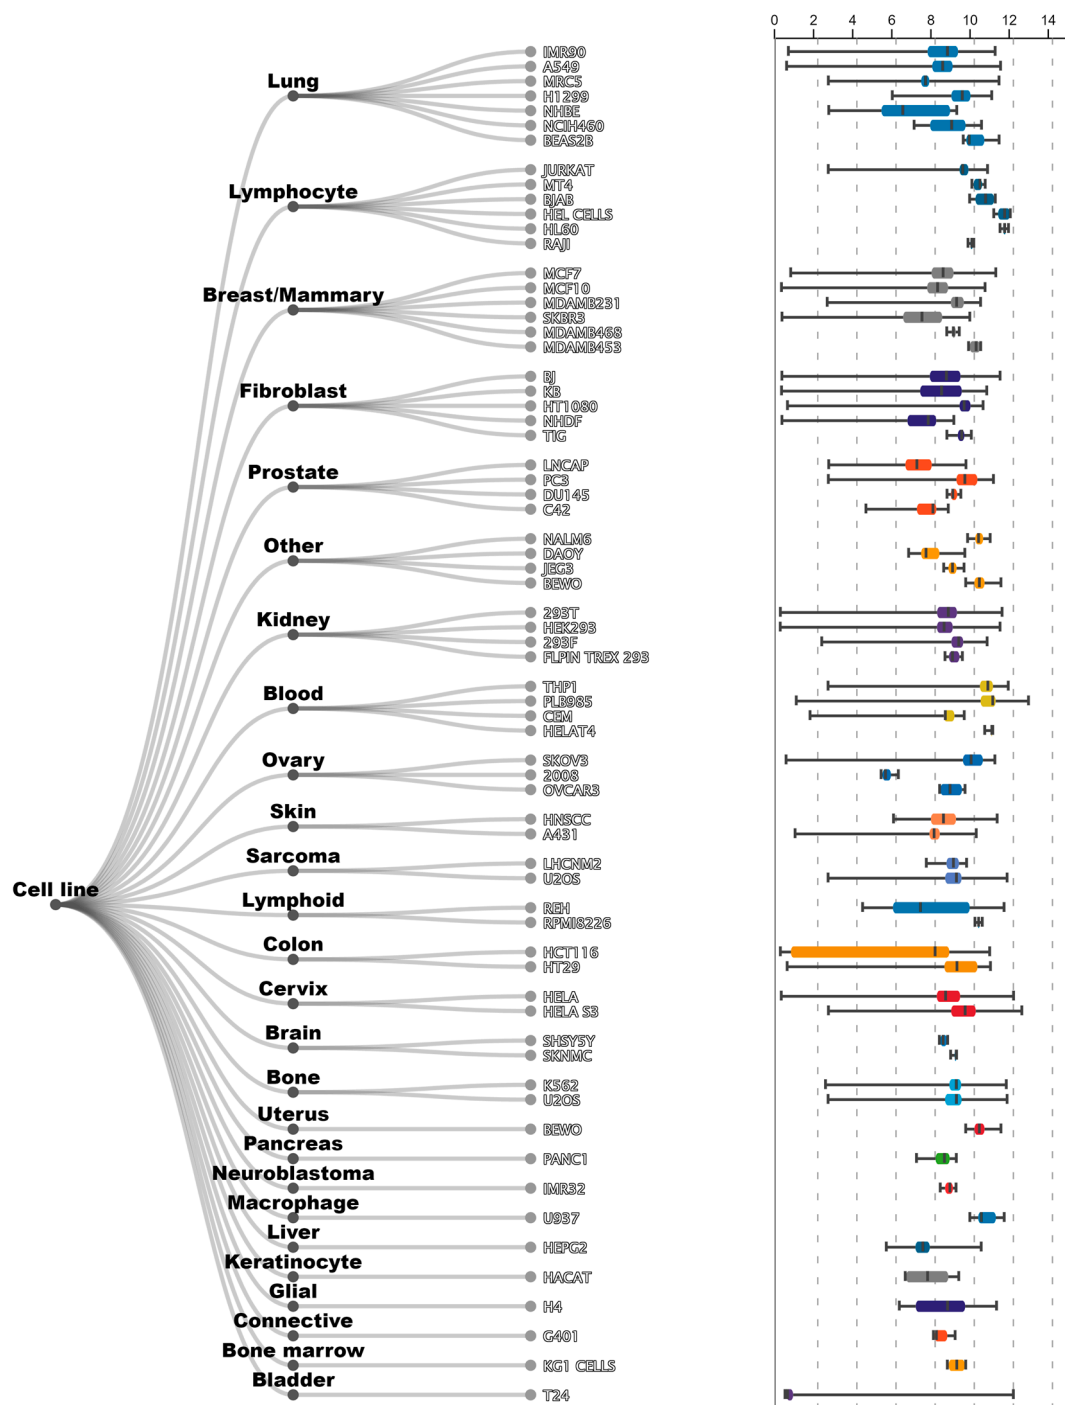 0 2 4 6 8 10 12 14
Lung
IMR90
A549
MRC5
H1299
NHBE
NCIH460
BEAS2B
Lymphocyte
JURKAT
MT4
BJAB
HEL CELLS
HL60
RAJI
Breast/Mammary
MCF7
MCF10
MDAMB231
SKBR3
MDAMB468
MDAMB453
Fibroblast
BJ
KB
HT1080
NHDF
TIG
Prostate
LNCAP
PC3
DU145
C42
Other
NALM6
DAOY
JEG3
BEWO
Kidney
293T
HEK293
293F
FLPIN TREX 293
Blood
THP1
PLB985
CEM
HELAT4
Ovary
SKOV3
2008
OVCAR3
Skin
HNSCC
A431
Sarcoma
LHCNM2
U2OS
Cell line
Lymphoid
REH
RPMI8226
Colon
HCT116
HT29
Cervix
HELA
HELA S3
Brain
SHSY5Y
SKNMC
Bone
K562
U2OS
Uterus
BEWO
Pancreas
PANC1
Neuroblastoma
IMR32
Macrophage
U937
Liver
HEPG2
Keratinocyte
HACAT
Glial
H4
Connective
G401
Bone marrow
KG1 CELLS
Bladder
T24